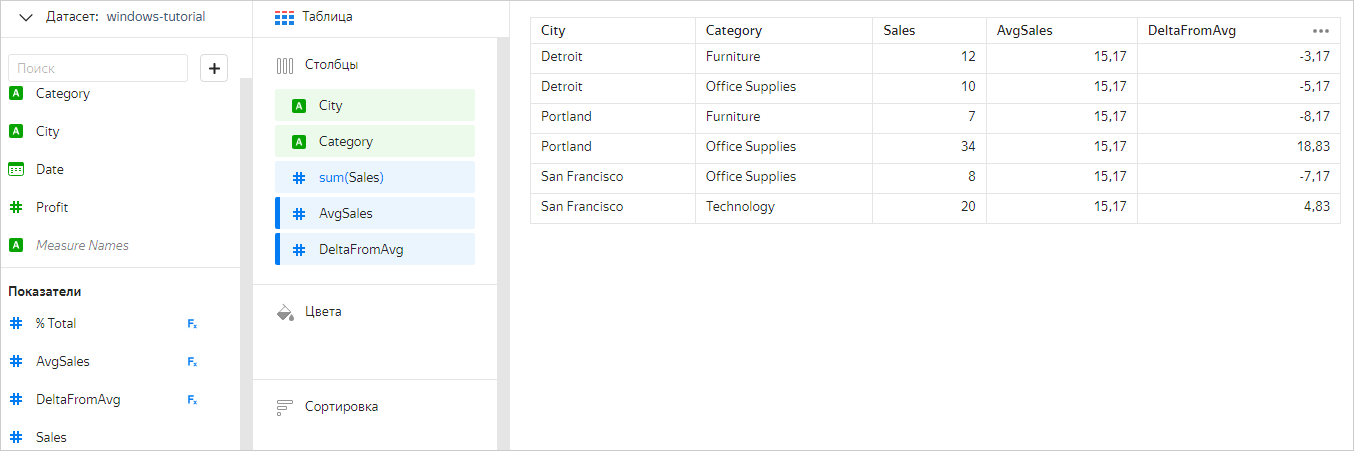 Датасет: windows-tutorial
Поиск
+
A Category
A City
Date
Profit
A Measure Names
Показатели
% Total Fx
AvgSales Fx
DeltaFromAvg Fx
Sales
Таблица
Столбцы
A City
A Category
sum(Sales)
AvgSales
DeltaFromAvg
Цвета
Сортировка
City Category Sales AvgSales DeltaFromAvg
Detroit Furniture 12 15,17 -3,17
Detroit Office Supplies 10 15,17 -5,17
Portland Furniture 7 15,17 -8,17
Portland Office Supplies 34 15,17 18,83
San Francisco Office Supplies 8 15,17 -7,17
San Francisco Technology 20 15,17 4,83